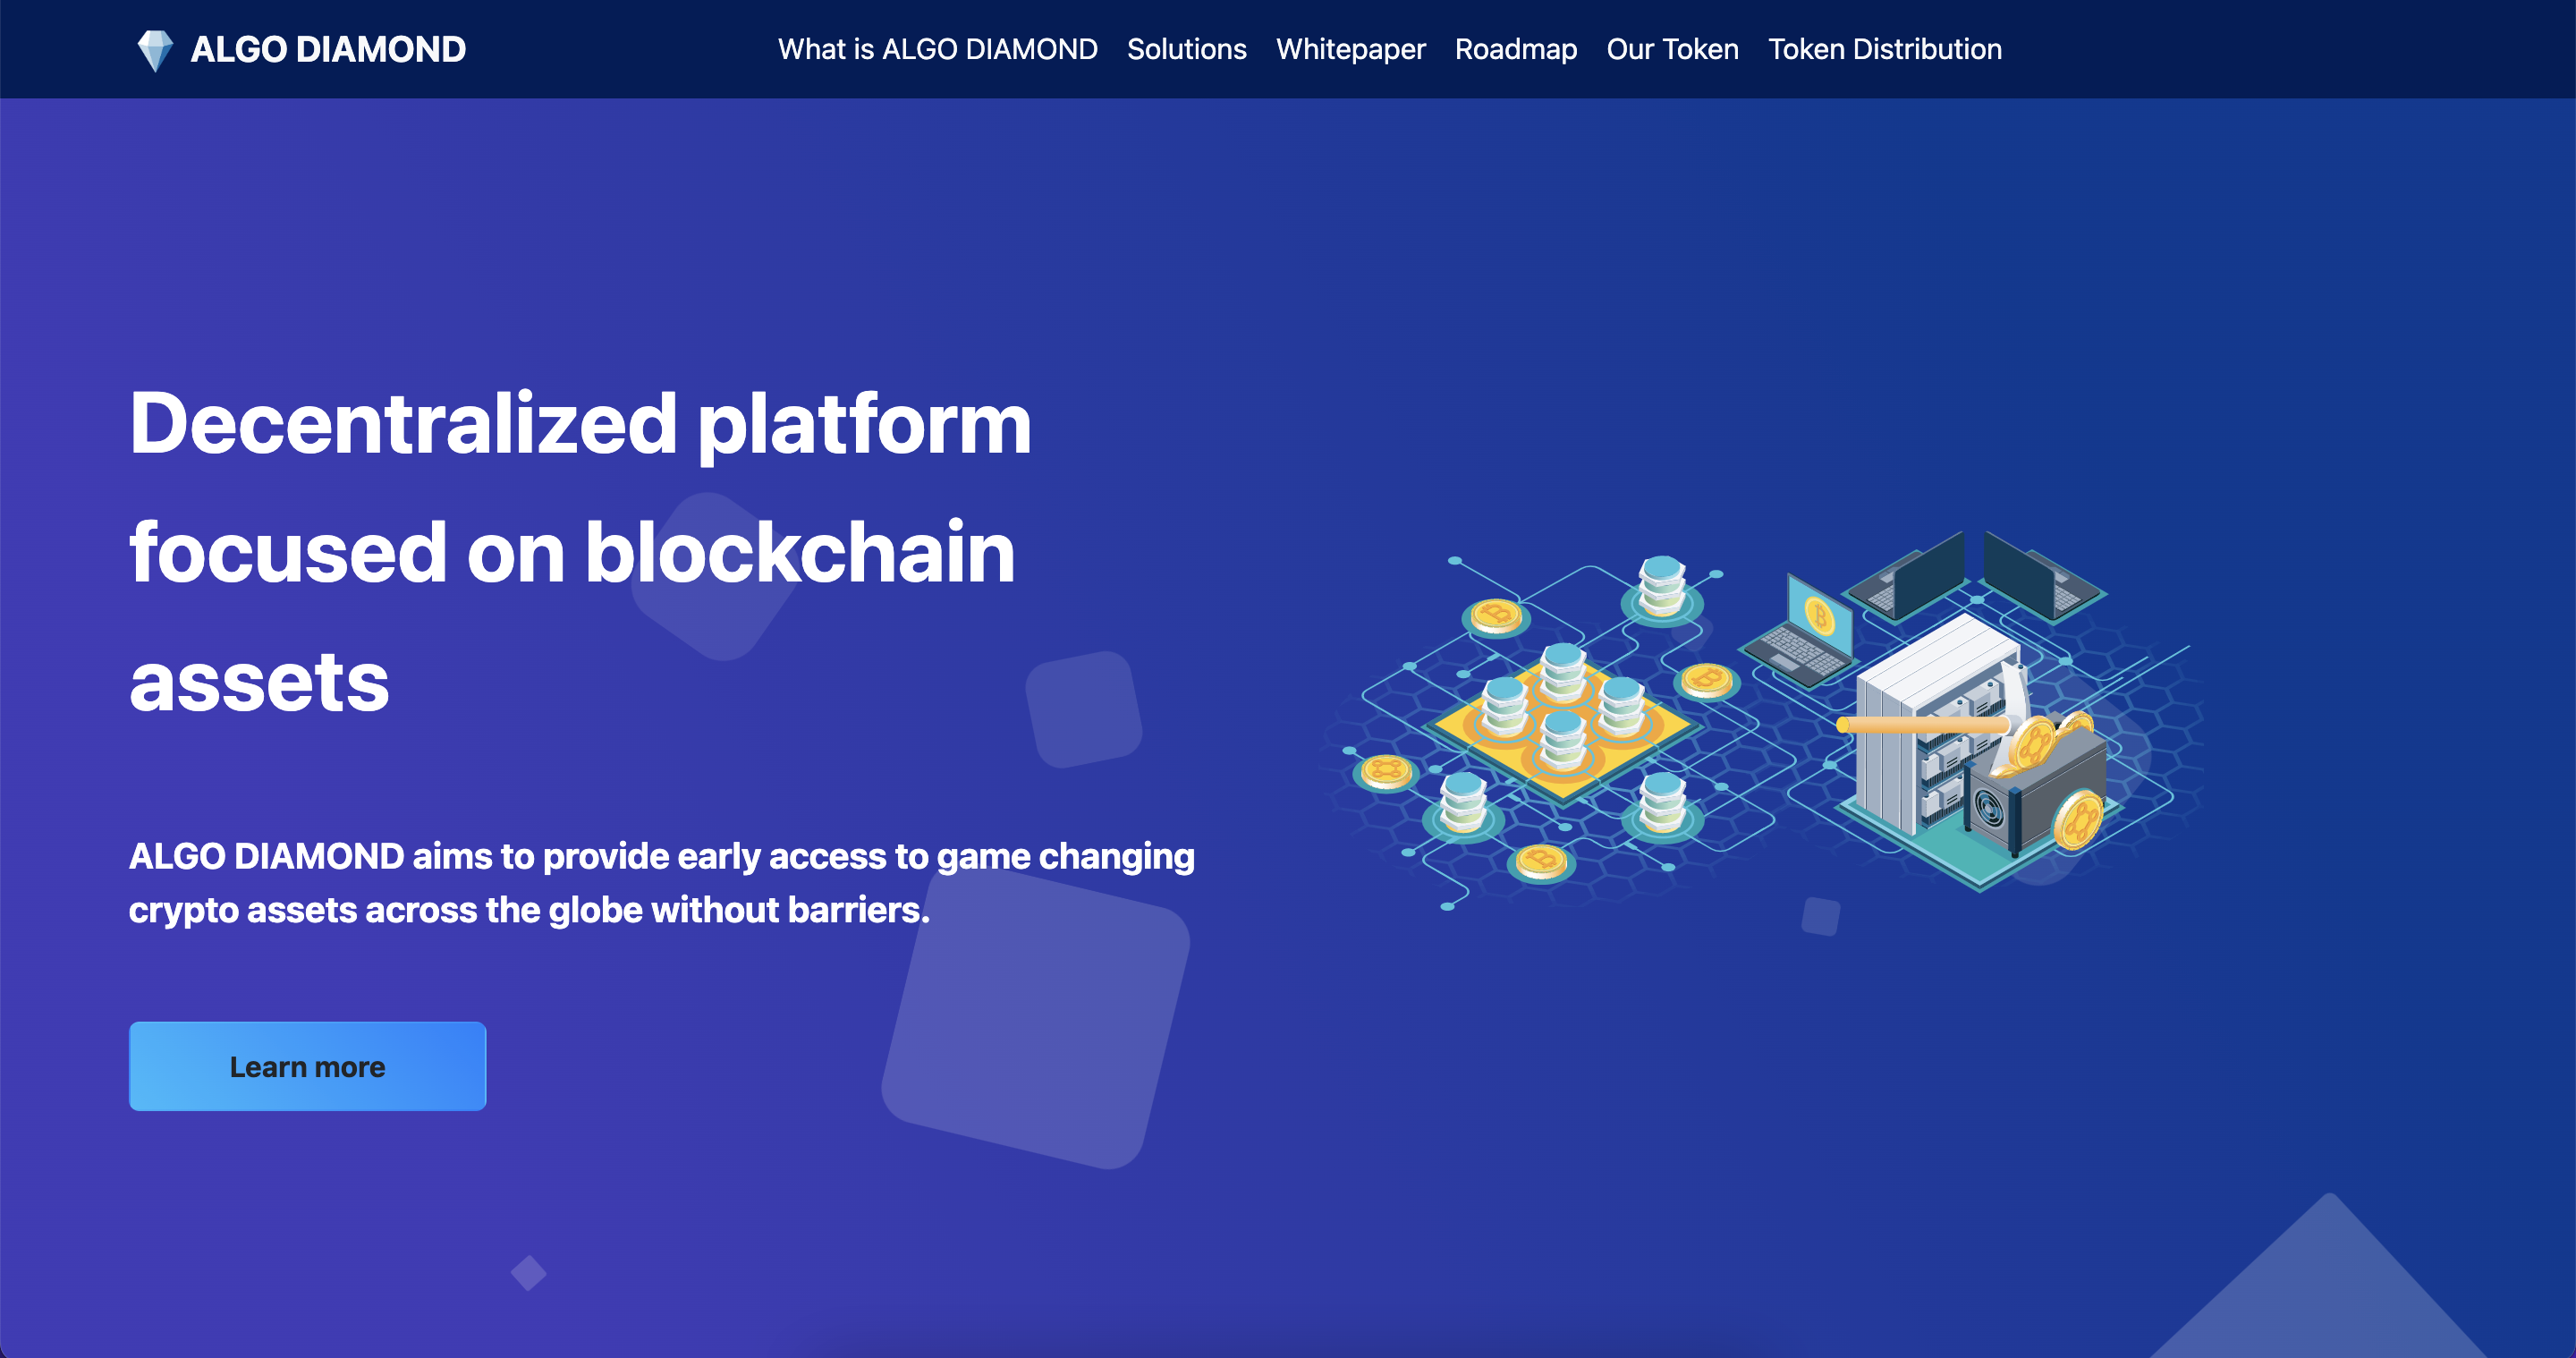 ALGO DIAMOND
What is ALGO DIAMOND Solutions Whitepaper Roadmap Our Token Token Distribution
Decentralized platform
focused on blockchain
assets
ALGO DIAMOND aims to provide early access to game changing
crypto assets across the globe without barriers.
Learn more